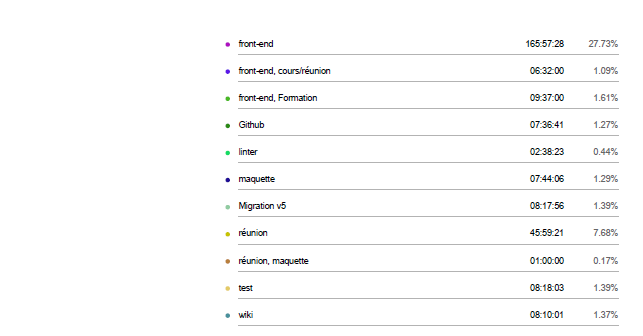 front-end 165:57:28 27.73%
front-end, cours/réunion 06:32:00 1.09%
front-end, Formation 09:37:00 1.61%
Github 07:36:41 1.27%
linter 02:38:23 0.44%
maquette 07:44:06 1.29%
Migration v5 08:17:56 1.39%
réunion 45:59:21 7.68%
réunion, maquette 01:00:00 0.17%
test 08:18:03 1.39%
wiki 08:10:01 1.37%